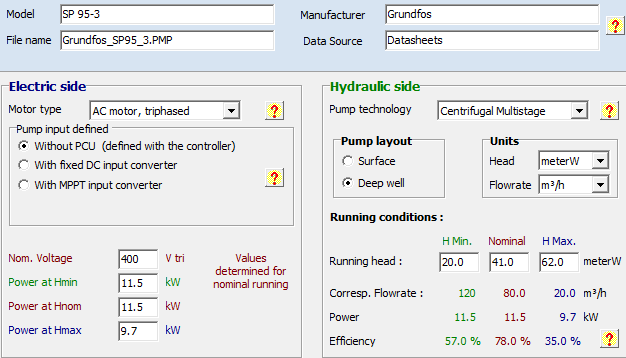 Model SP 95-3 Manufacturer Grundfos ?
File name Grundfos_SP95_3.PMP Data Source Datasheets
Electric side
Motor type AC motor, triphased ?
Pump input defined
Without PCU (defined with the controller)
With fixed DC input converter
With MPPT input converter
?
Nom. Voltage 400 V tri
Power at Hmin 11.5 kW
Power at Hnom 11.5 kW
Power at Hmax 9.7 kW
Values
determined for
nominal running
Hydraulic side
Pump technology Centrifugal Multistage ?
Pump layout
Surface
Deep well
Units
Head meterW
Flowrate m³/h
Running conditions :
H Min. Nominal H Max.
Running head : 20.0 41.0 62.0 meterW
Corresp. Flowrate : 120 80.0 20.0 m³/h
Power 11.5 11.5 9.7 kW
Efficiency 57.0 % 78.0 % 35.0 % ?